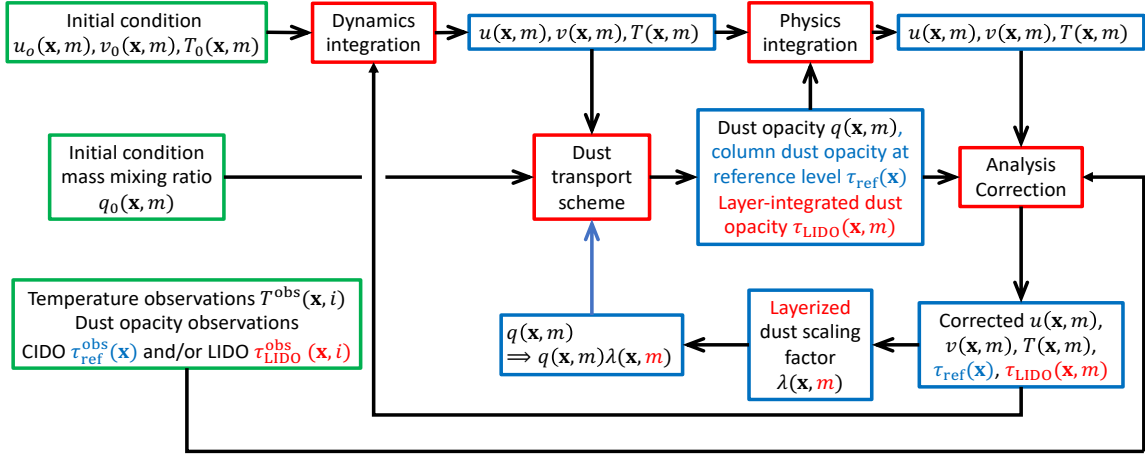 Initial condition
u_o(𝐱, m), v_0(𝐱, m), T_0(𝐱, m)
Dynamics
integration
u(𝐱, m), v(𝐱, m), T(𝐱, m)
Physics
integration
u(𝐱, m), v(𝐱, m), T(𝐱, m)
Initial condition
mass mixing ratio
q_0(𝐱, m)
Dust
transport
scheme
Dust opacity q(𝐱, m),
column dust opacity at
reference level τ_ref(𝐱)
Layer-integrated dust
opacity τ_LIDO(𝐱, m)
Analysis
Correction
Temperature observations T^obs(𝐱, i)
Dust opacity observations
CIDO τ_ref^obs(𝐱) and/or LIDO τ_LIDO^obs (𝐱, i)
q(𝐱, m)
⟹ q(𝐱, m)λ(𝐱, m)
Layerized
dust scaling
factor
λ(𝐱, m)
Corrected u(𝐱, m),
v(𝐱, m), T(𝐱, m),
τ_ref(𝐱), τ_LIDO(𝐱, m)